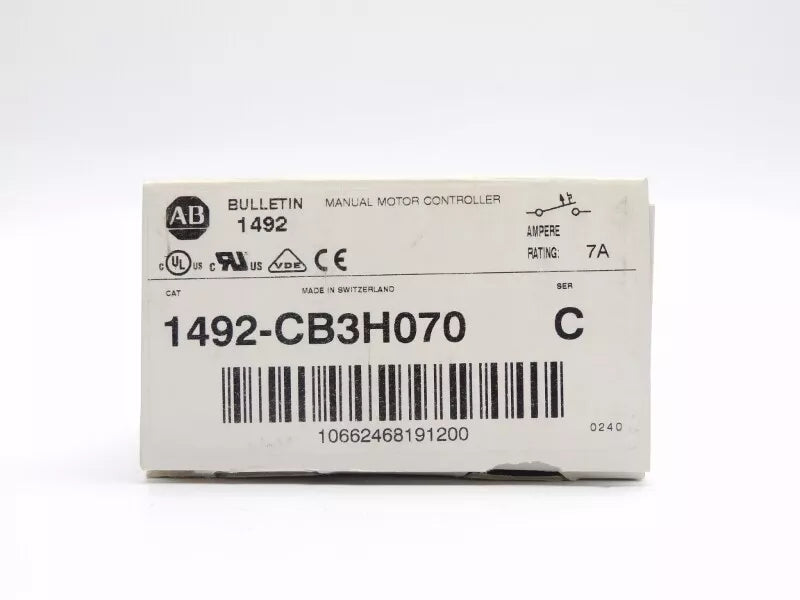 AB BULLETIN 1492 MANUAL MOTOR CONTROLLER
AMPERE RATING: 7A
c UL us c RU us VDE CE
CAT MADE IN SWITZERLAND SER
1492-CB3H070 C
10662468191200
0240